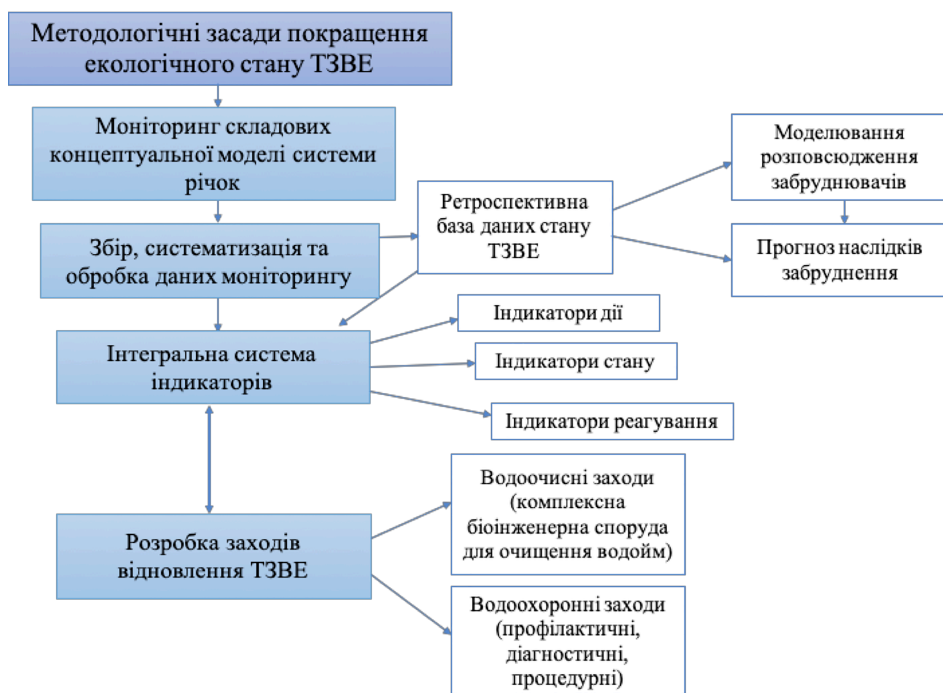 Методологічні засади покращення
екологічного стану ТЗВЕ
Моніторинг складових
концептуальної моделі системи
річок
Моделювання
розповсюдження
забруднювачів
Ретроспективна
база даних стану
ТЗВЕ
Збір, систематизація та
обробка даних моніторингу
Прогноз наслідків
забруднення
Індикатори дії
Інтегральна система
індикаторів
Індикатори стану
Індикатори реагування
Водоочисні заходи
(комплексна
біоінженерна споруда
для очищення водойм)
Розробка заходів
відновлення ТЗВЕ
Водоохоронні заходи
(профілактичні,
діагностичні,
процедурні)